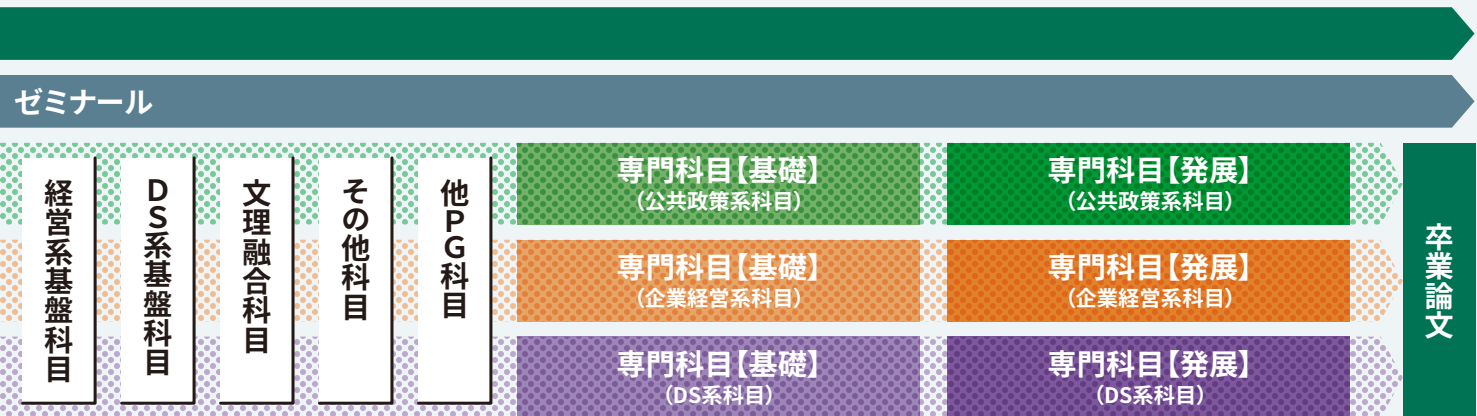 ゼミナール
経営系基盤科目
DS系基盤科目
文理融合科目
その他科目
他PG科目
専門科目【基礎】
（公共政策系科目）
専門科目【発展】
（公共政策系科目）
専門科目【基礎】
（企業経営系科目）
専門科目【発展】
（企業経営系科目）
専門科目【基礎】
（DS系科目）
専門科目【発展】
（DS系科目）
卒業論文